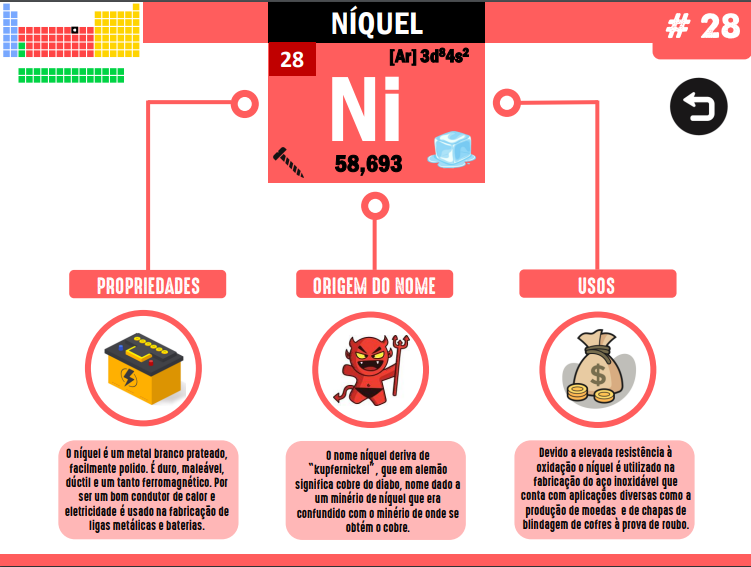 NÍQUEL
# 28
28
[Ar] 3d⁸4s²
Ni
58,693
PROPRIEDADES
ORIGEM DO NOME
USOS
$
O níquel é um metal branco prateado,
facilmente polido. É duro, maleável,
dúctil e um tanto ferromagnético. Por
ser um bom condutor de calor e
eletricidade é usado na fabricação de
ligas metálicas e baterias.
O nome níquel deriva de
"kupfernickel", que em alemão
significa cobre do diabo, nome dado a
um minério de níquel que era
confundido com o minério de onde se
obtém o cobre.
Devido a elevada resistência à
oxidação o níquel é utilizado na
fabricação do aço inoxidável que
conta com aplicações diversas como a
produção de moedas e de chapas de
blindagem de cofres à prova de roubo.